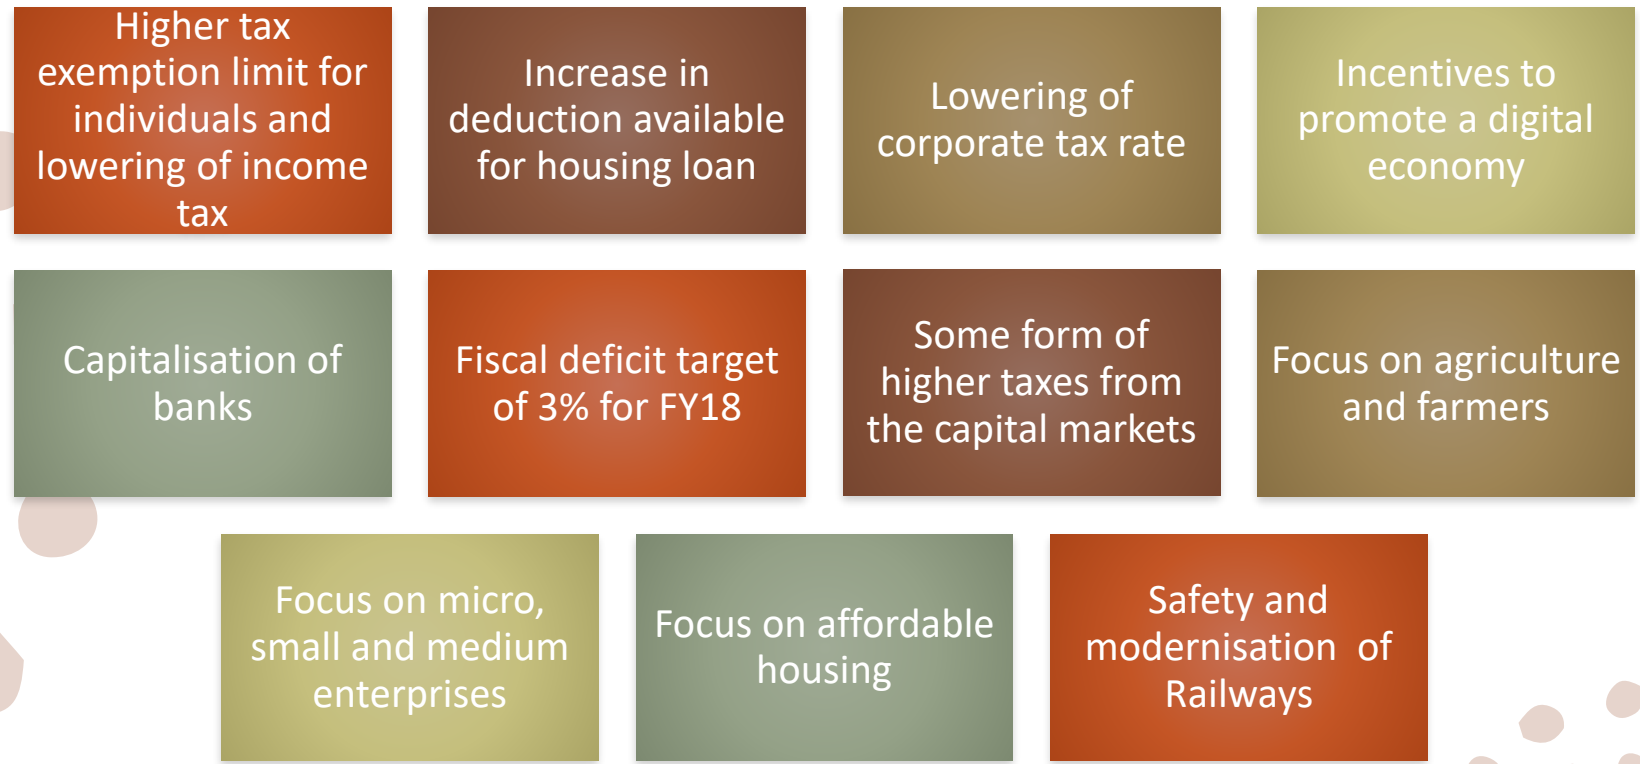 Higher tax
exemption limit for
individuals and
lowering of income
tax
Increase in
deduction available
for housing loan
Lowering of
corporate tax rate
Incentives to
promote a digital
economy
Capitalisation of
banks
Fiscal deficit target
of 3% for FY18
Some form of
higher taxes from
the capital markets
Focus on agriculture
and farmers
Focus on micro,
small and medium
enterprises
Focus on affordable
housing
Safety and
modernisation  of
Railways